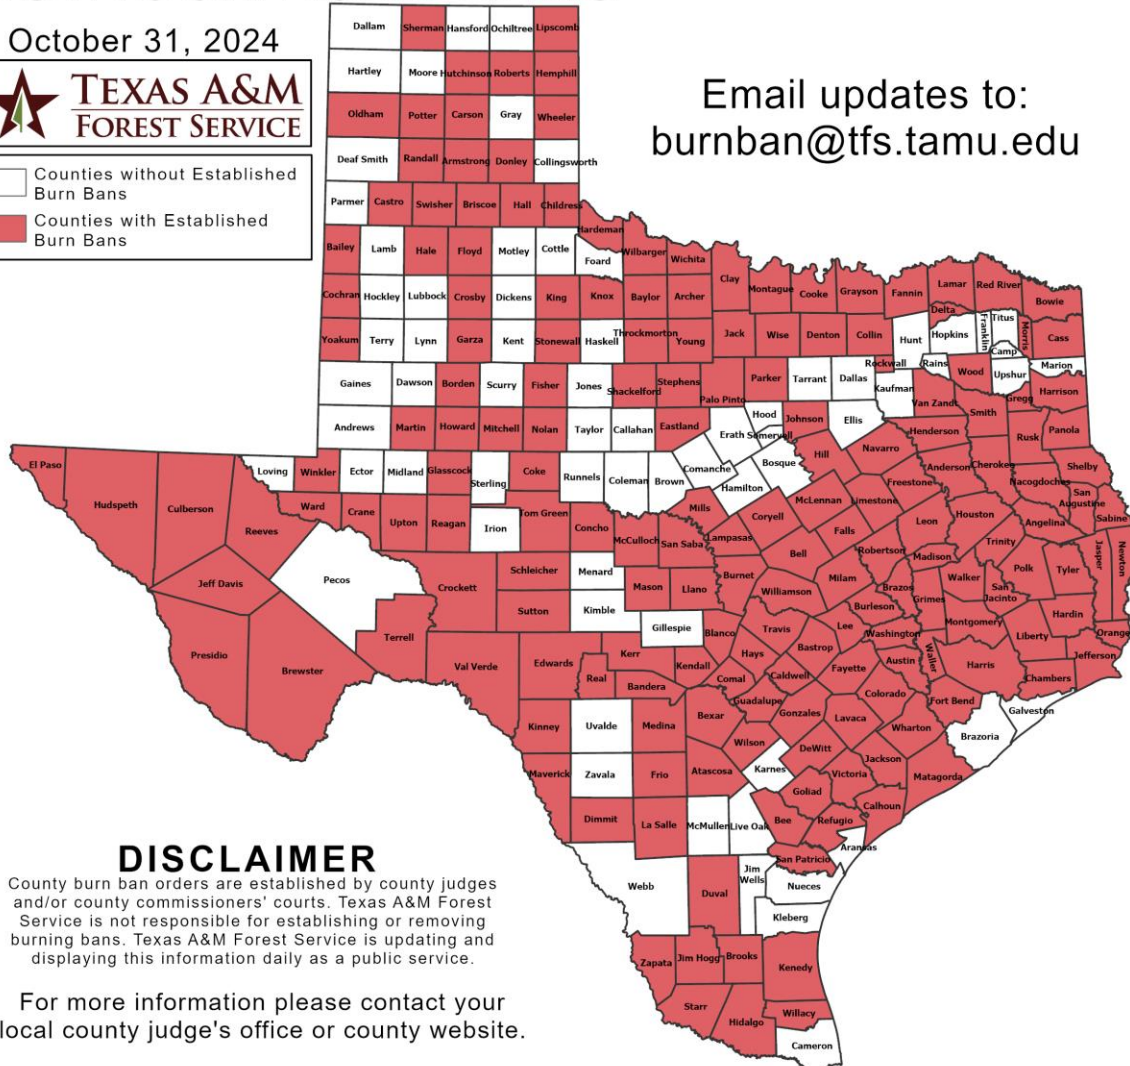 October 31, 2024
TEXAS A&M
FOREST SERVICE
Counties without Established
Burn Bans
Counties with Established
Burn Bans
Email updates to:
burnban@tfs.tamu.edu
Dallam Sherman Hansford Ochiltree Lipscomb
Hartley Moore Hutchinson Roberts Hemphill
Oldham Potter Carson Gray Wheeler
Deaf Smith Randall Armstrong Donley Collingsworth
Parmer Castro Swisher Briscoe Hall Childress
Hardeman
Bailey Lamb Hale Floyd Motley Cottle Foard Wilbarger Wichita
Clay Montague Cooke Grayson Fannin Lamar Red River Bowie
Cochran Hockley Lubbock Crosby Dickens King Knox Baylor Archer
Delta Franklin Titus Morris Cass
Yoakum Terry Lynn Garza Kent Stonewall Haskell Throckmorton Young Jack Wise Denton Collin Hunt Hopkins
Camp
Rockwall Rains Wood Upshur Marion
Gaines Dawson Borden Scurry Fisher Jones Shackelford Stephens Palo Pinto Parker Tarrant Dallas Kaufman Van Zandt Gregg Harrison
Andrews Martin Howard Mitchell Nolan Taylor Callahan Eastland Erath Hood Somervell Johnson Ellis Henderson Smith Rusk Panola
El Paso Hudspeth Culberson Reeves Loving Winkler Ector Midland Glasscock Sterling Coke Runnels Coleman Brown Comanche Hamilton Bosque Hill Navarro Anderson Cherokee Nacogdoches Shelby
Freestone San
Augustine
Ward Crane Upton Reagan Irion Tom Green Concho McCulloch San Saba Mills Lampasas Coryell McLennan Limestone Falls Leon Houston Angelina Sabine
Jeff Davis Pecos Crockett Schleicher Menard Mason Llano Burnet Bell Milam Robertson Madison Trinity Polk Tyler Jasper Newton
Sutton Kimble Williamson Brazos Grimes Walker San
Jacinto
Presidio Brewster Terrell Gillespie Blanco Travis Burleson Lee Washington Montgomery Liberty Hardin Orange
Val Verde Edwards Kerr Real Bandera Kendall Hays Bastrop Fayette Austin Waller Harris Jefferson
Comal Caldwell Chambers
Kinney Uvalde Medina Bexar Guadalupe Gonzales Lavaca Colorado Fort Bend Galveston
Wilson Wharton Brazoria
Maverick Zavala Frio Atascosa Karnes DeWitt Victoria Jackson Matagorda
Goliad Calhoun
Dimmit La Salle McMullen Live Oak Bee Refugio
Aransas
San Patricio
Webb Duval Jim
Wells Nueces
Kleberg
Zapata Jim Hogg Brooks Kenedy
Starr Hidalgo Willacy
Cameron
DISCLAIMER
County burn ban orders are established by county judges
and/or county commissioners' courts. Texas A&M Forest
Service is not responsible for establishing or removing
burning bans. Texas A&M Forest Service is updating and
displaying this information daily as a public service.
For more information please contact your
local county judge's office or county website.